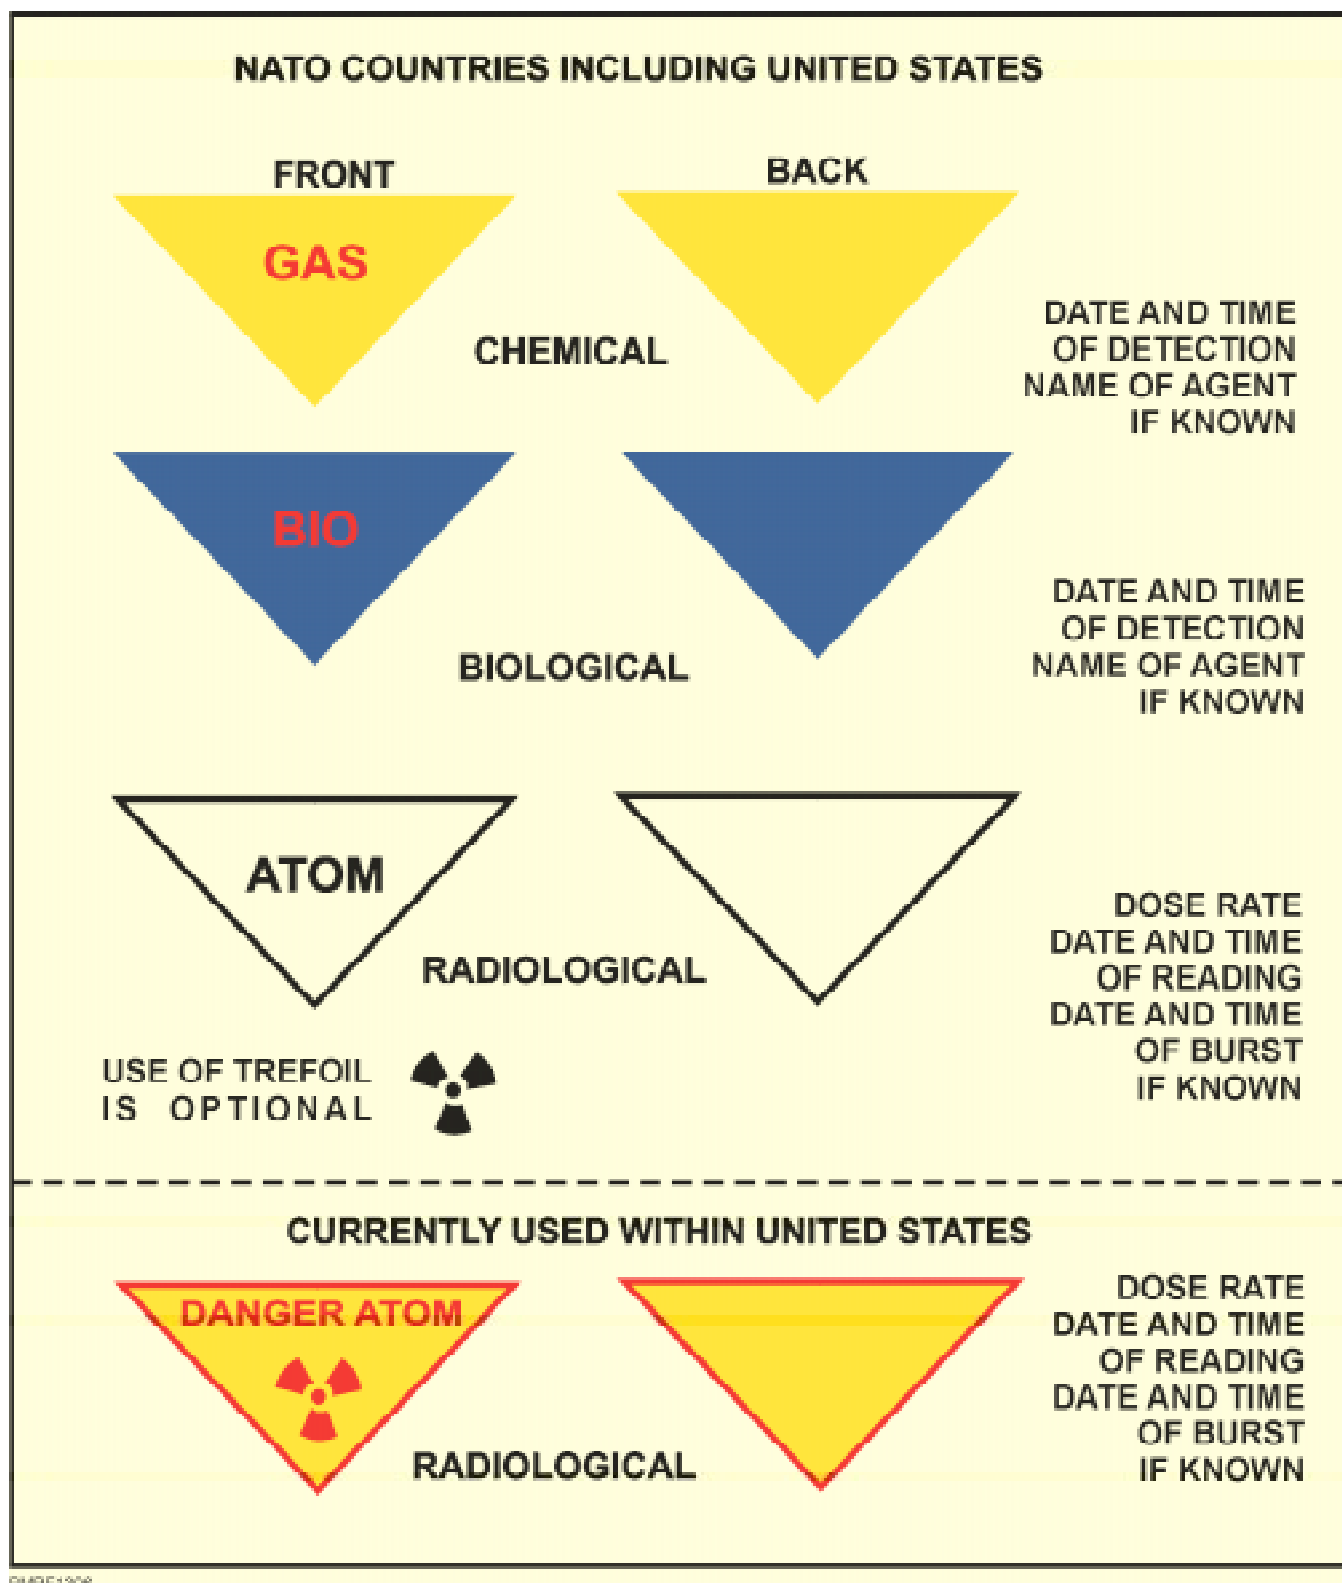 NATO COUNTRIES INCLUDING UNITED STATES
FRONT
BACK
GAS
CHEMICAL
DATE AND TIME
OF DETECTION
NAME OF AGENT
IF KNOWN
BIO
BIOLOGICAL
DATE AND TIME
OF DETECTION
NAME OF AGENT
IF KNOWN
ATOM
RADIOLOGICAL
DOSE RATE
DATE AND TIME
OF READING
DATE AND TIME
OF BURST
IF KNOWN
USE OF TREFOIL
IS OPTIONAL
CURRENTLY USED WITHIN UNITED STATES
DANGER ATOM
RADIOLOGICAL
DOSE RATE
DATE AND TIME
OF READING
DATE AND TIME
OF BURST
IF KNOWN